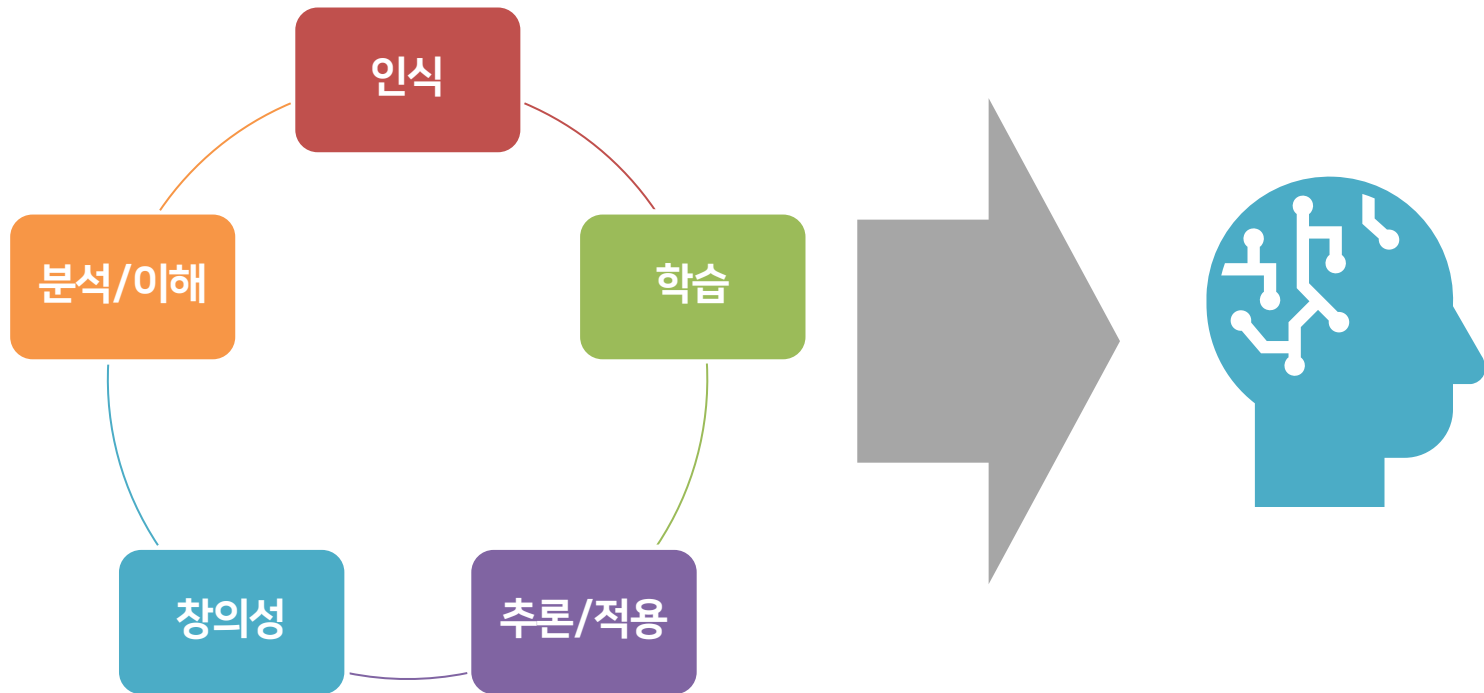 인식
학습
추론/적용
창의성
분석/이해